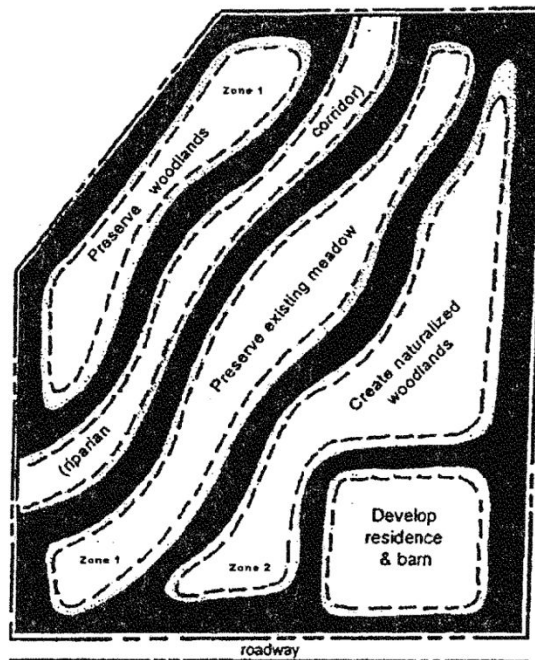 Zone 1
Preserve woodlands
corridor)
Preserve existing meadow
Create naturalized
woodlands
(riparian
Zone 1
Zone 2
Develop
residence
& barn
roadway